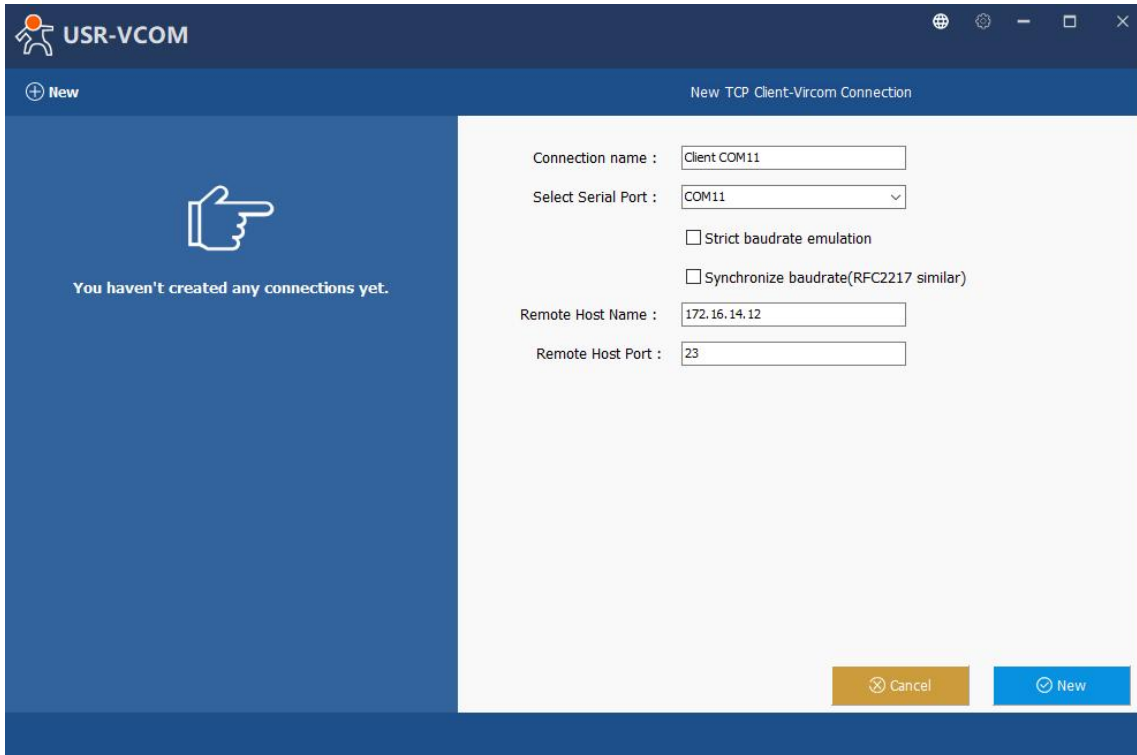 USR-VCOM
New
New TCP Client-Vircom Connection
You haven't created any connections yet.
Connection name : Client COM11
Select Serial Port : COM11
Strict baudrate emulation
Synchronize baudrate(RFC2217 similar)
Remote Host Name : 172.16.14.12
Remote Host Port : 23
Cancel New